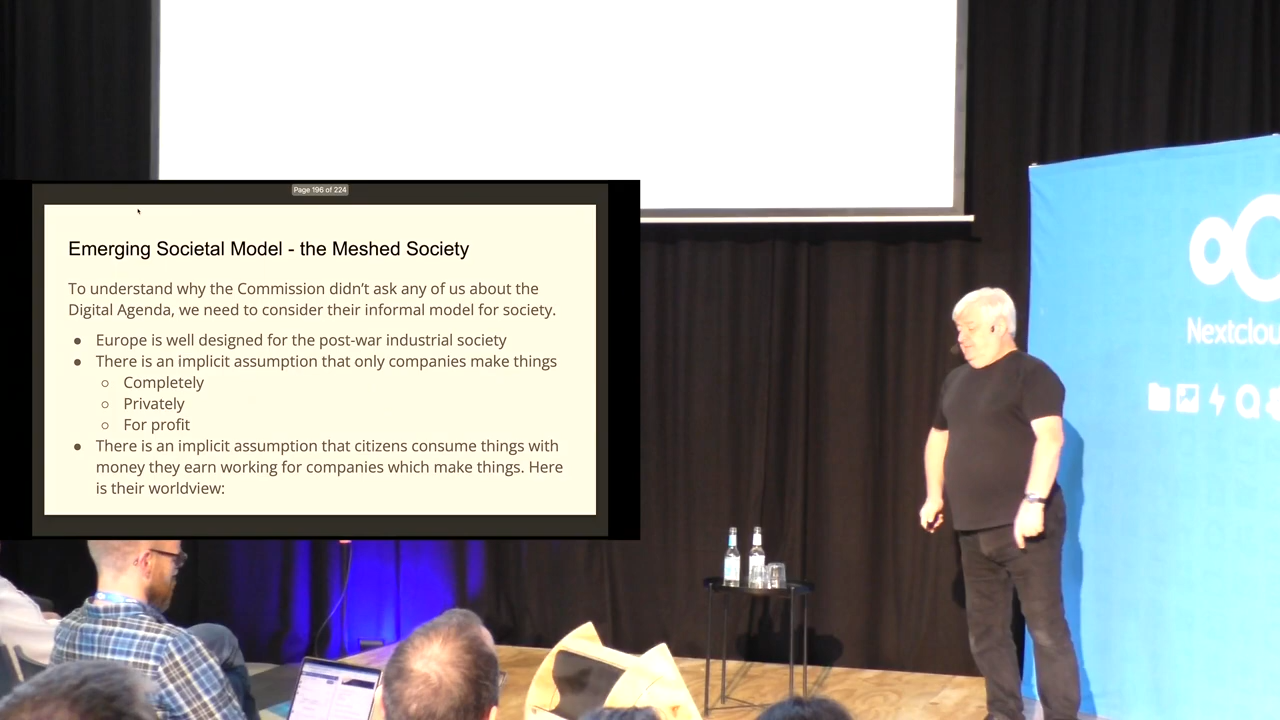 Page 196 of 224
Emerging Societal Model - the Meshed Society
To understand why the Commission didn't ask any of us about the
Digital Agenda, we need to consider their informal model for society.
● Europe is well designed for the post-war industrial society
● There is an implicit assumption that only companies make things
○ Completely
○ Privately
○ For profit
● There is an implicit assumption that citizens consume things with
money they earn working for companies which make things. Here
is their worldview:
Nextclou